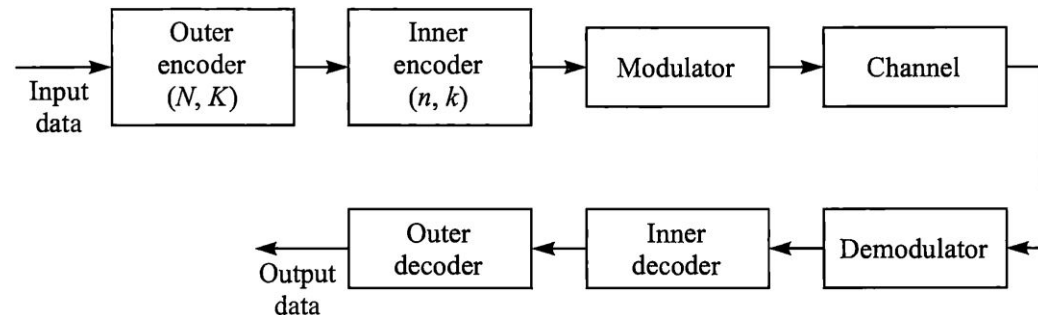 Outer
encoder
(N, K)
Inner
encoder
(n, k)
Modulator
Channel
Input
data
Outer
decoder
Inner
decoder
Demodulator
Output
data